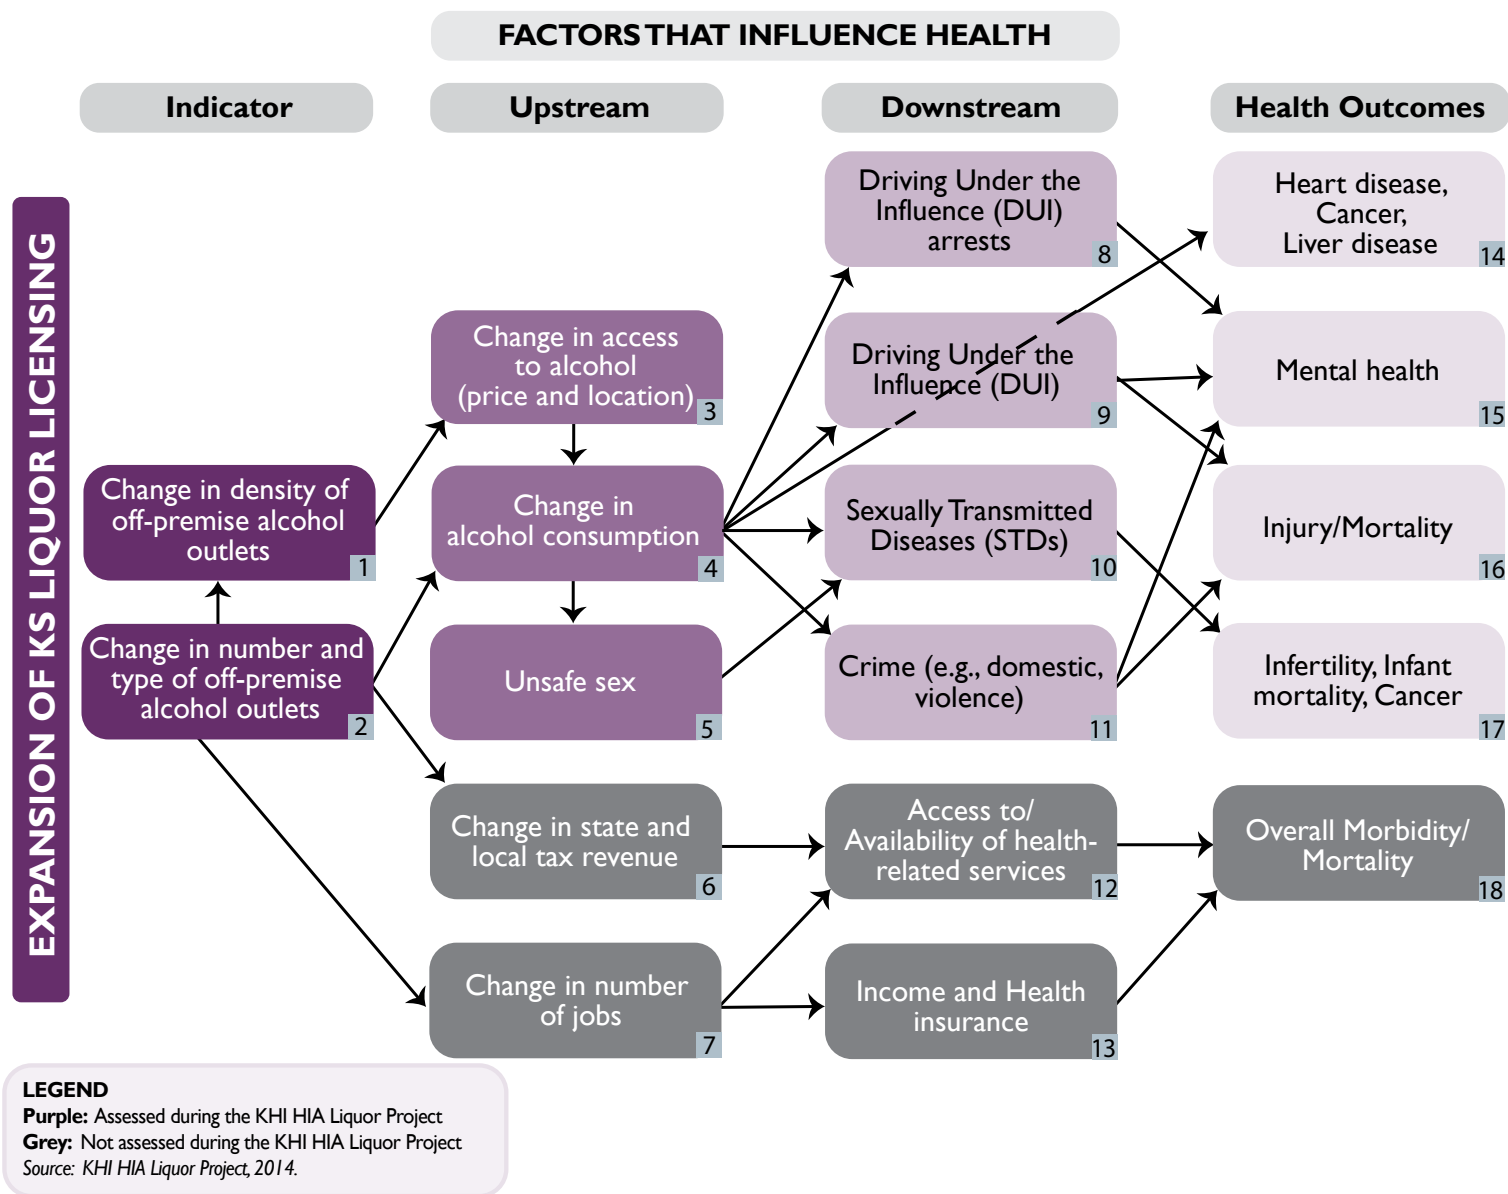 FACTORS THAT INFLUENCE HEALTH
Indicator
Upstream
Downstream
Health Outcomes
EXPANSION OF KS LIQUOR LICENSING
Change in density of
off-premise alcohol
outlets
1
Change in number and
type of off-premise
alcohol outlets
2
Change in access
to alcohol
(price and location)
3
Change in
alcohol consumption
4
Unsafe sex
5
Change in state and
local tax revenue
6
Change in number
of jobs
7
Driving Under the
Influence (DUI)
arrests
8
Driving Under the
Influence (DUI)
9
Sexually Transmitted
Diseases (STDs)
10
Crime (e.g., domestic,
violence)
11
Access to/
Availability of health-
related services
12
Income and Health
insurance
13
Heart disease,
Cancer,
Liver disease
14
Mental health
15
Injury/Mortality
16
Infertility, Infant
mortality, Cancer
17
Overall Morbidity/
Mortality
18
LEGEND
Purple: Assessed during the KHI HIA Liquor Project
Grey: Not assessed during the KHI HIA Liquor Project
Source: KHI HIA Liquor Project, 2014.